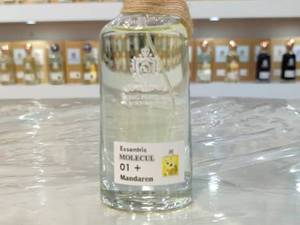 Essentric
MOLECUL
01 +
Mandaren